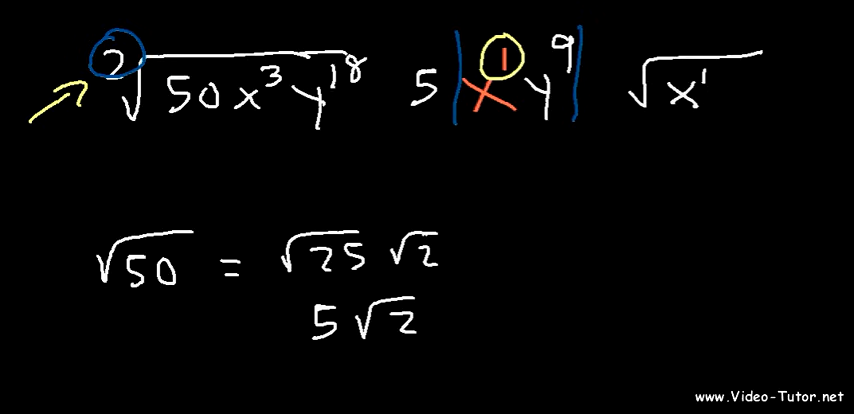 ²√50x³y¹⁸ 5|x¹y⁹| √x¹
√50 = √25 √2
5√2
www.Video-Tutor.net